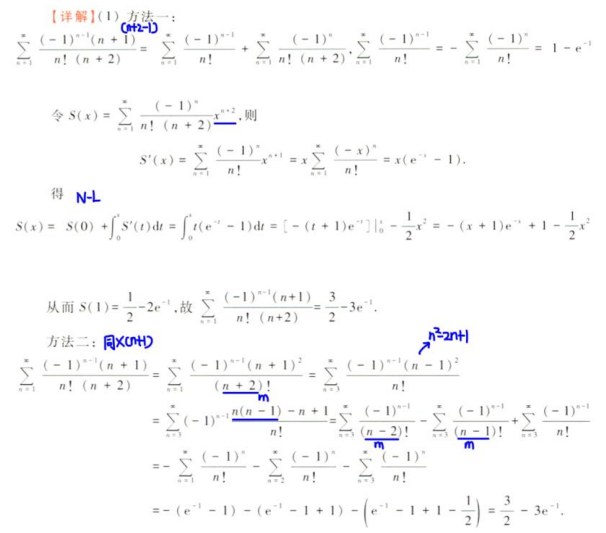 【详解】(1) 方法一：
(n+2-1)
∑_{n=1}^{∞} (-1)^{n-1}(n+1)/(n!(n+2)) = ∑_{n=1}^{∞} (-1)^{n-1}/n! + ∑_{n=1}^{∞} (-1)^n/(n!(n+2)), ∑_{n=1}^{∞} (-1)^{n-1}/n! = -∑_{n=1}^{∞} (-1)^n/n! = 1-e^{-1}
令 S(x) = ∑_{n=1}^{∞} (-1)^n/(n!(n+2)) x^{n+2}, 则
S'(x) = ∑_{n=1}^{∞} (-1)^n/n! x^{n+1} = x∑_{n=1}^{∞} (-x)^n/n! = x(e^{-x}-1).
得 N-L
S(x) = S(0) + ∫_0^x S'(t)dt = ∫_0^x t(e^{-t}-1)dt = [-(t+1)e^{-t}]|_0^x - 1/2 x^2 = -(x+1)e^{-x}+1-1/2 x^2
从而 S(1) = 1/2-2e^{-1}, 故 ∑_{n=1}^{∞} (-1)^{n-1}(n+1)/(n!(n+2)) = 3/2-3e^{-1}.
方法二: 同×(n+1) n²-2n+1
∑_{n=1}^{∞} (-1)^{n-1}(n+1)/(n!(n+2)) = ∑_{n=1}^{∞} (-1)^{n-1}(n+1)^2/(n+2)! = ∑_{n=3}^{∞} (-1)^{n-1}(n-1)^2/n!
m
= ∑_{n=3}^{∞} (-1)^{n-1} (n(n-1)-n+1)/n! = ∑_{n=3}^{∞} (-1)^{n-1}/(n-2)! - ∑_{n=3}^{∞} (-1)^{n-1}/(n-1)! + ∑_{n=3}^{∞} (-1)^{n-1}/n!
m m
= -∑_{n=1}^{∞} (-1)^n/n! - ∑_{n=2}^{∞} (-1)^n/n! - ∑_{n=3}^{∞} (-1)^n/n!
= -(e^{-1}-1)-(e^{-1}-1+1)-(e^{-1}-1+1-1/2) = 3/2-3e^{-1}.